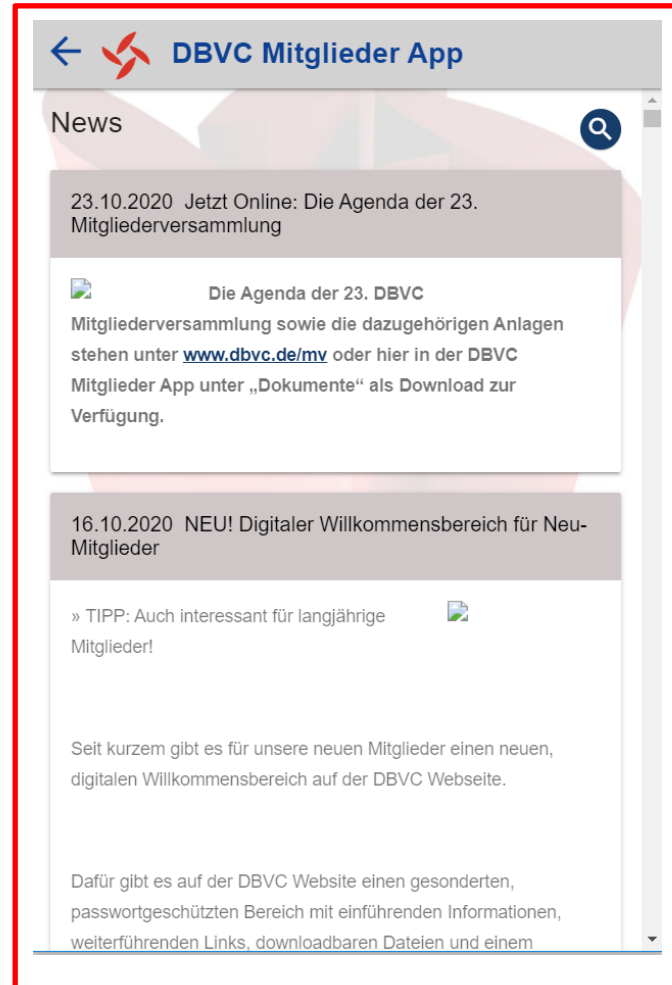 DBVC Mitglieder App
News
23.10.2020 Jetzt Online: Die Agenda der 23.
Mitgliederversammlung
Die Agenda der 23. DBVC
Mitgliederversammlung sowie die dazugehörigen Anlagen
stehen unter www.dbvc.de/mv oder hier in der DBVC
Mitglieder App unter „Dokumente“ als Download zur
Verfügung.
16.10.2020 NEU! Digitaler Willkommensbereich für Neu-
Mitglieder
» TIPP: Auch interessant für langjährige
Mitglieder!
Seit kurzem gibt es für unsere neuen Mitglieder einen neuen,
digitalen Willkommensbereich auf der DBVC Webseite.
Dafür gibt es auf der DBVC Website einen gesonderten,
passwortgeschützten Bereich mit einführenden Informationen,
weiterführenden Links, downloadbaren Dateien und einem